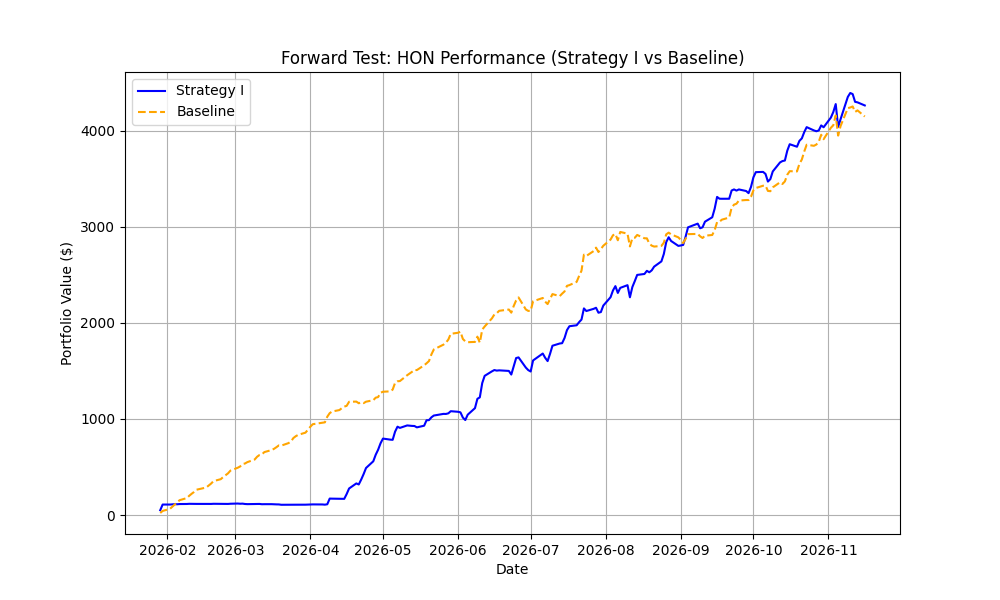 Forward Test: HON Performance (Strategy I vs Baseline)
Strategy I
Baseline
Portfolio Value ($)
4000
3000
2000
1000
0
2026-02 2026-03 2026-04 2026-05 2026-06 2026-07 2026-08 2026-09 2026-10 2026-11
Date